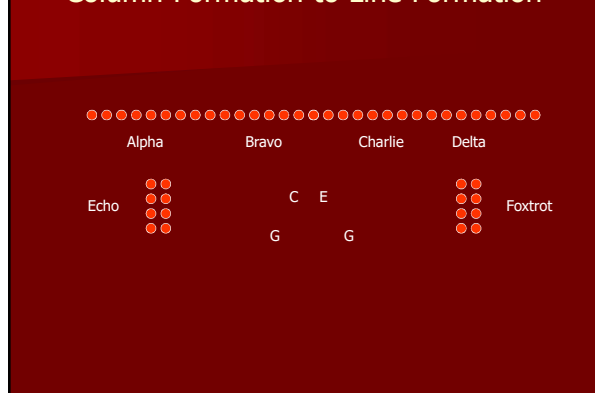 Column Formation to Line Formation
Alpha Bravo Charlie Delta
Echo C E Foxtrot
G G